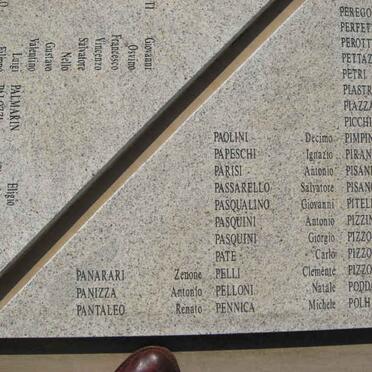 TI
Giovanni
Osvino
Francesco
Vincenzo
Salvatore
Nello
Gustavo
Valentino
Luigi
PALMARIN
Eligio
PEREGO
PERFET
PEROTT
PETTAZ
PETRI
PIASTR
PIAZZA
PICCHI
PAOLINI Decimo PIMPIN
PAPESCHI Ignazio PIRAN
PARISI Antonio PISANI
PASSARELLO Salvatore PISANO
PASQUALINO Giovanni PITELL
PASQUINI Antonio PIZZIN
PASQUINI Giorgio PIZZO
PATE Carlo PIZZO
PANARARI Zenone PELLI Clemente PIZZO
PANIZZA Antonio PELLONI Natale PODDA
PANTALEO Renato PENNICA Michele POLH